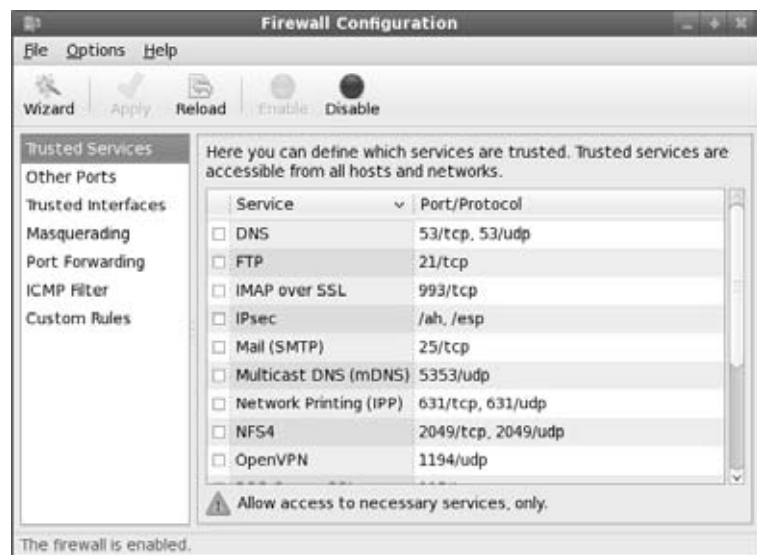 Firewall Configuration
File Options Help
Wizard Apply Reload Enable Disable
Trusted Services
Other Ports
Trusted Interfaces
Masquerading
Port Forwarding
ICMP Filter
Custom Rules
Here you can define which services are trusted. Trusted services are
accessible from all hosts and networks.
Service Port/Protocol
DNS 53/tcp, 53/udp
FTP 21/tcp
IMAP over SSL 993/tcp
IPsec /ah, /esp
Mail (SMTP) 25/tcp
Multicast DNS (mDNS) 5353/udp
Network Printing (IPP) 631/tcp, 631/udp
NFS4 2049/tcp, 2049/udp
OpenVPN 1194/udp
Allow access to necessary services, only.
The firewall is enabled.